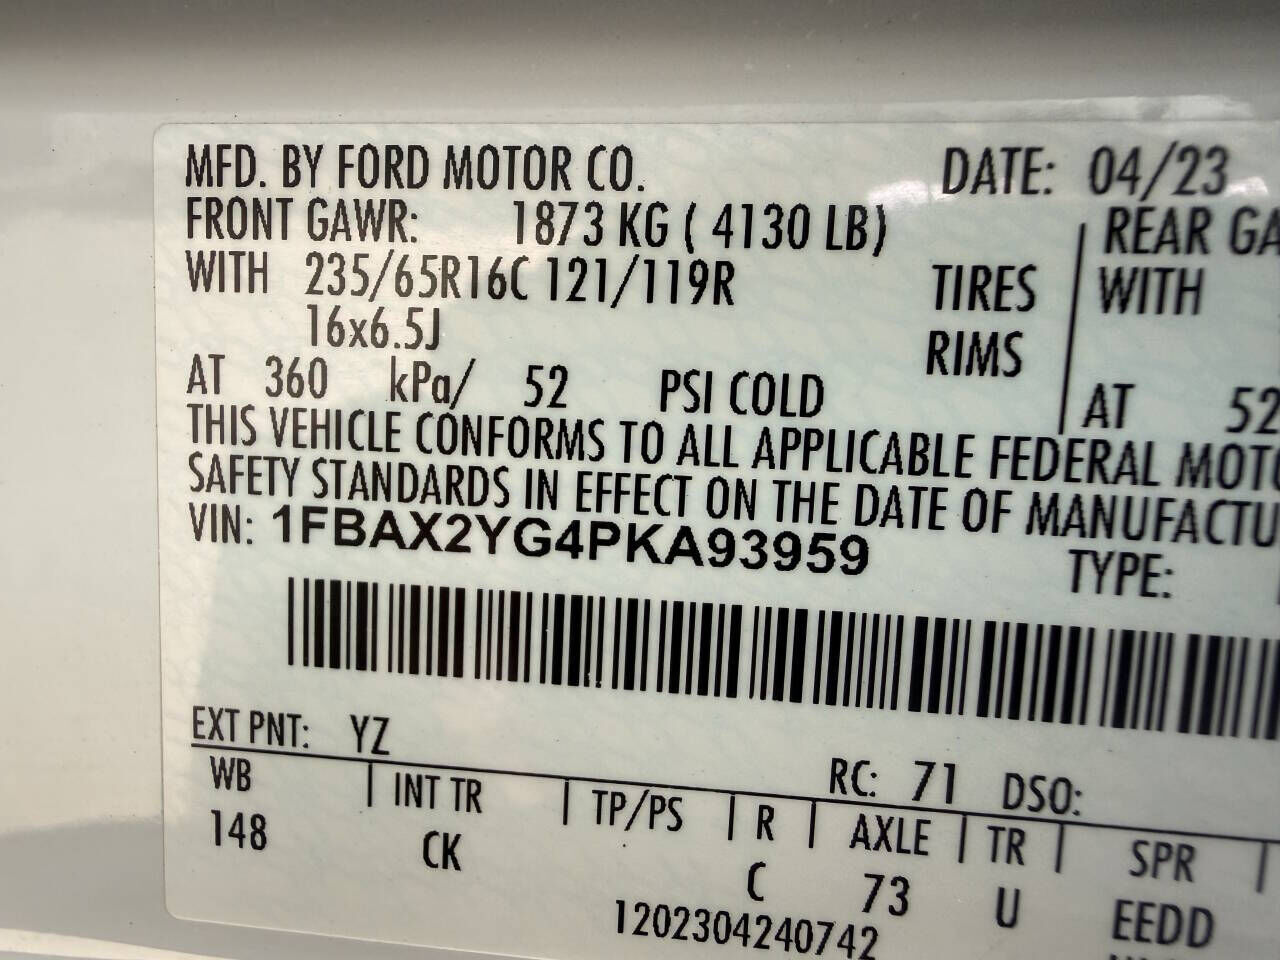 MFD. BY FORD MOTOR CO. DATE: 04/23
FRONT GAWR: 1873 KG ( 4130 LB) REAR GA
WITH 235/65R16C 121/119R TIRES WITH
16x6.5J RIMS
AT 360 kPa/ 52 PSI COLD AT 52
THIS VEHICLE CONFORMS TO ALL APPLICABLE FEDERAL MOTO
SAFETY STANDARDS IN EFFECT ON THE DATE OF MANUFACTU
VIN: 1FBAX2YG4PKA93959 TYPE:
EXT PNT: YZ RC: 71 DSO:
WB INT TR TP/PS R AXLE TR SPR
148 CK C 73 U EEDD
1202304240742